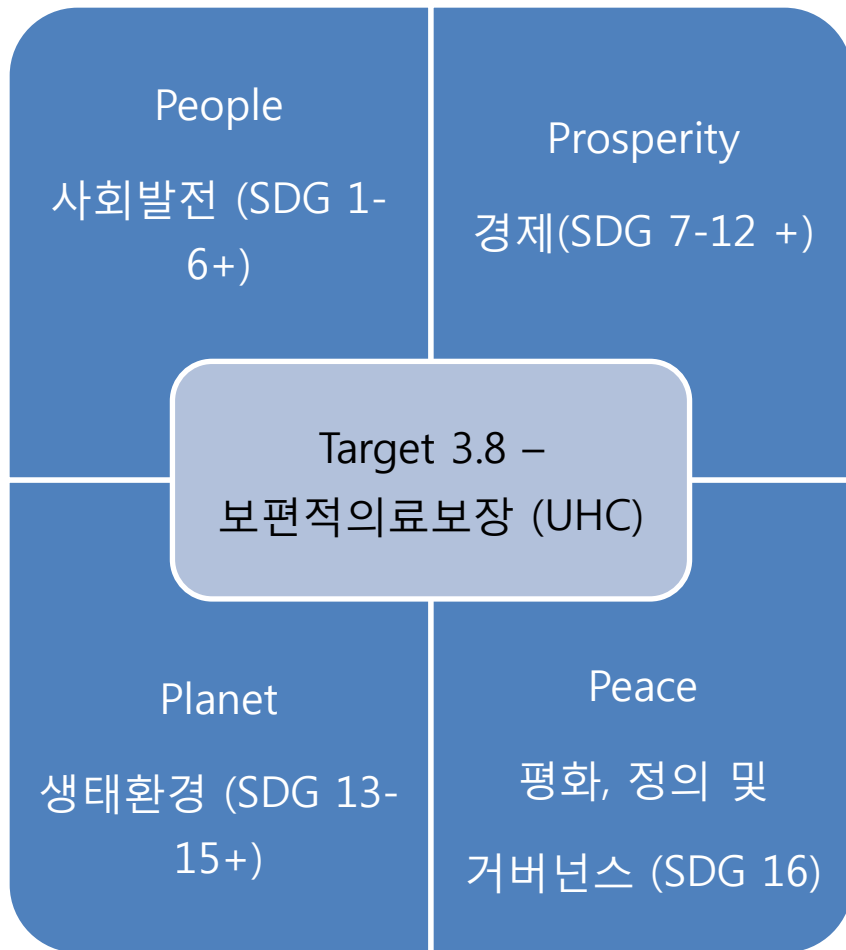 People
사회발전 (SDG 1-
6+)
Prosperity
경제(SDG 7-12 +)
Target 3.8 –
보편적의료보장 (UHC)
Planet
생태환경 (SDG 13-
15+)
Peace
평화, 정의 및
거버넌스 (SDG 16)